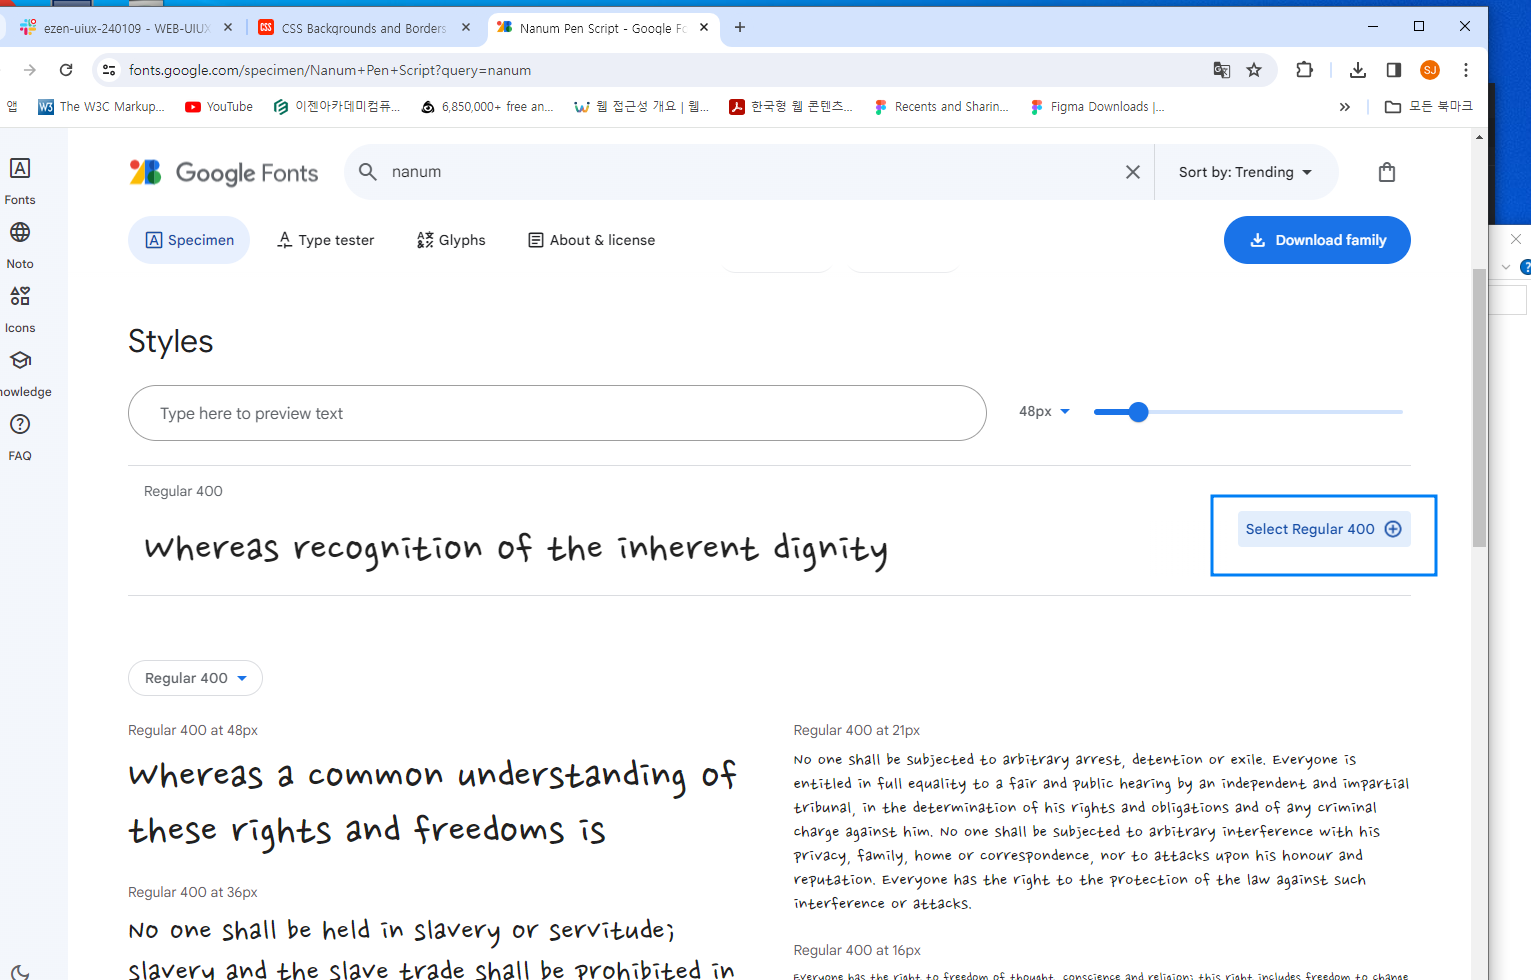 ezen-uiux-240109 - WEB-UIUX
CSS Backgrounds and Borders
Nanum Pen Script - Google Fo
fonts.google.com/specimen/Nanum+Pen+Script?query=nanum
SJ
앱
The W3C Markup...
YouTube
이젠아카데미컴퓨...
6,850,000+ free an...
웹 접근성 개요 | 웹...
한국형 웹 콘텐츠...
Recents and Sharin...
Figma Downloads |...
모든 북마크
Google Fonts
nanum
Sort by: Trending
Fonts
Noto
Icons
nowledge
FAQ
Specimen
Type tester
Glyphs
About & license
Download family
Styles
Type here to preview text
48px
Regular 400
Whereas recognition of the inherent dignity
Select Regular 400
Regular 400
Regular 400 at 48px
Whereas a common understanding of
these rights and freedoms is
Regular 400 at 36px
No one shall be held in slavery or servitude;
slavery and the slave trade shall be prohibited in
Regular 400 at 21px
No one shall be subjected to arbitrary arrest, detention or exile. Everyone is
entitled in full equality to a fair and public hearing by an independent and impartial
tribunal, in the determination of his rights and obligations and of any criminal
charge against him. No one shall be subjected to arbitrary interference with his
privacy, family, home or correspondence, nor to attacks upon his honour and
reputation. Everyone has the right to the protection of the law against such
interference or attacks.
Regular 400 at 16px
Everyone has the right to freedom of thought, conscience and religion; this right includes freedom to change